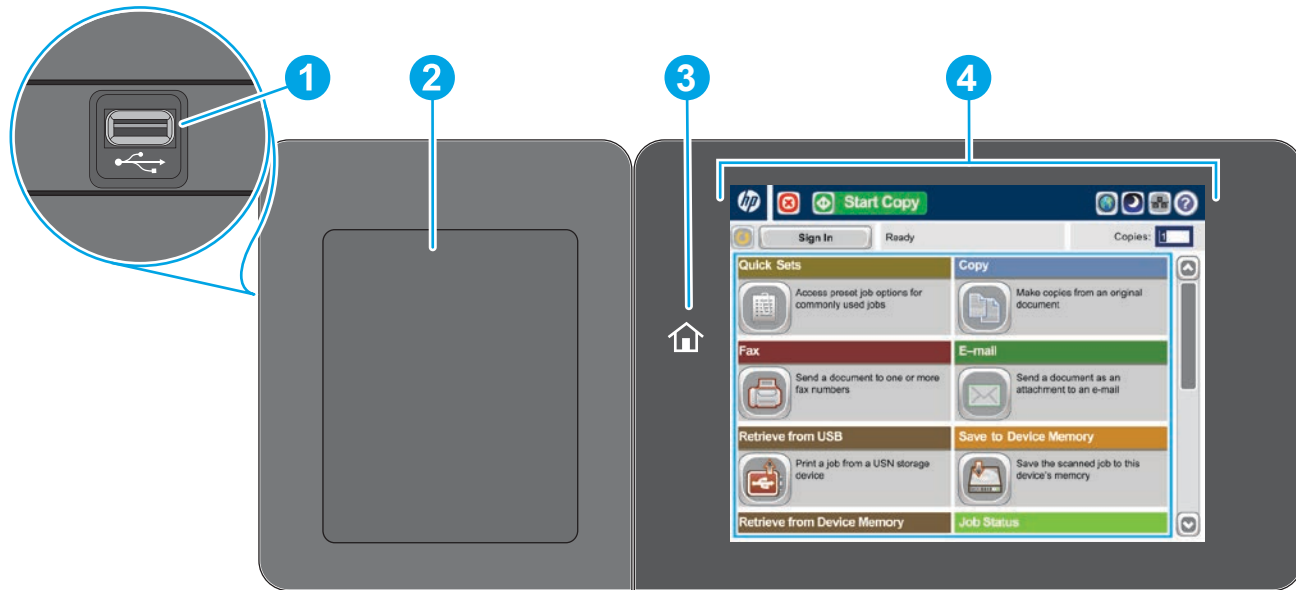 1
2
3
4
hp
Start Copy
Sign In
Ready
Copies: 1
Quick Sets
Access preset job options for
commonly used jobs
Copy
Make copies from an original
document
Fax
Send a document to one or more
fax numbers
E-mail
Send a document as an
attachment to an e-mail
Retrieve from USB
Print a job from a USN storage
device
Save to Device Memory
Save the scanned job to this
device's memory
Retrieve from Device Memory
Job Status